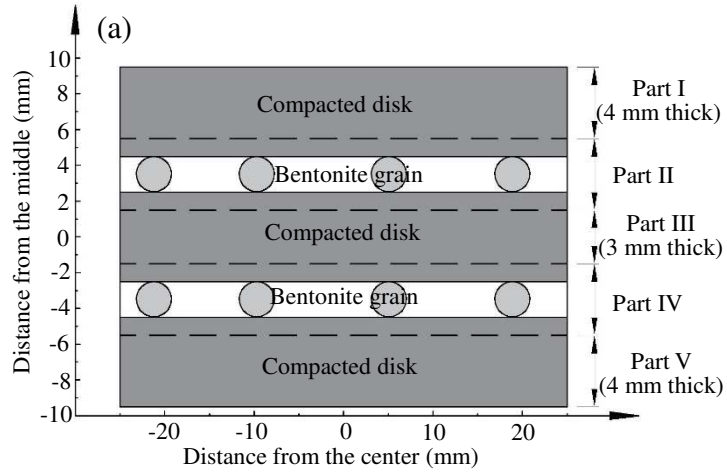 (a)
10
8
6
4
2
0
-2
-4
-6
-8
-10
Distance from the middle (mm)
Compacted disk
Bentonite grain
Compacted disk
Bentonite grain
Compacted disk
Part I
(4 mm thick)
Part II
Part III
(3 mm thick)
Part IV
Part V
(4 mm thick)
-20 -10 0 10 20
Distance from the center (mm)